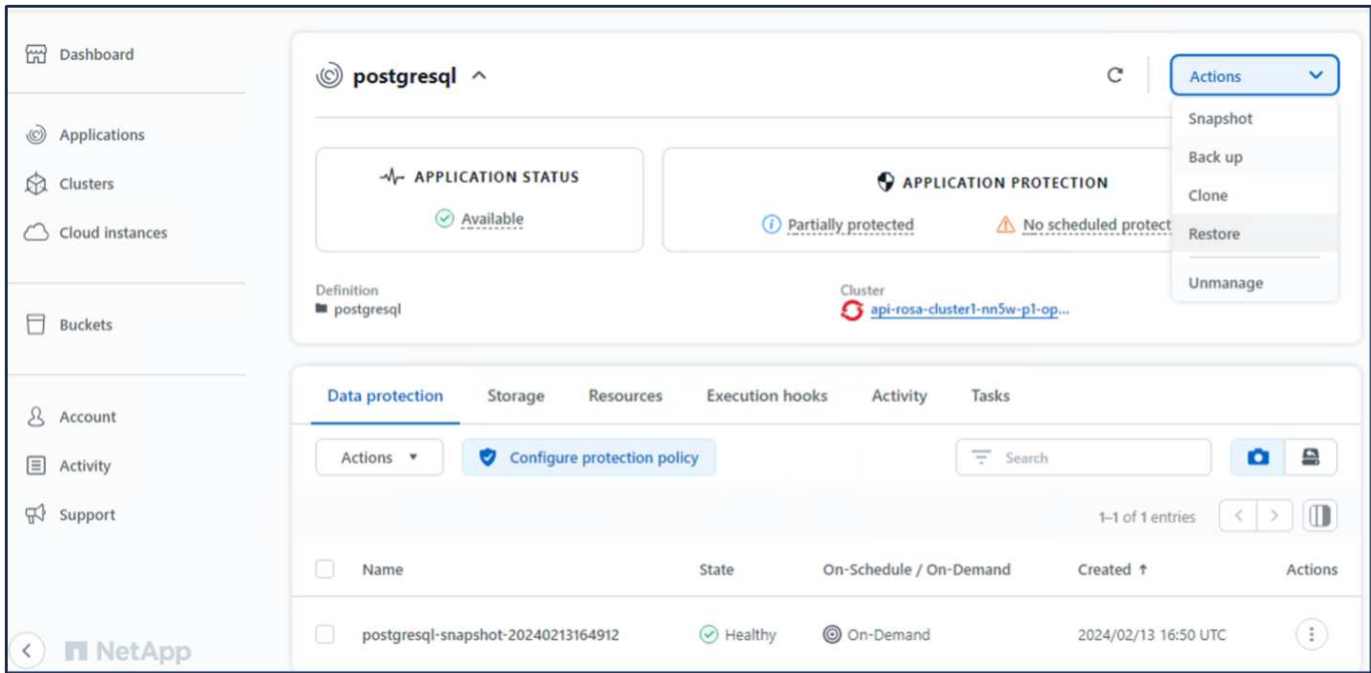 Dashboard
Applications
Clusters
Cloud instances
Buckets
Account
Activity
Support
NetApp
postgresql
Actions
Snapshot
Back up
Clone
Restore
Unmanage
APPLICATION STATUS
Available
APPLICATION PROTECTION
Partially protected
No scheduled protect
Definition
postgresql
Cluster
api-rosa-cluster1-nn5w-p1-op...
Data protection Storage Resources Execution hooks Activity Tasks
Actions Configure protection policy Search
1–1 of 1 entries
Name State On-Schedule / On-Demand Created ↑ Actions
postgresql-snapshot-20240213164912 Healthy On-Demand 2024/02/13 16:50 UTC